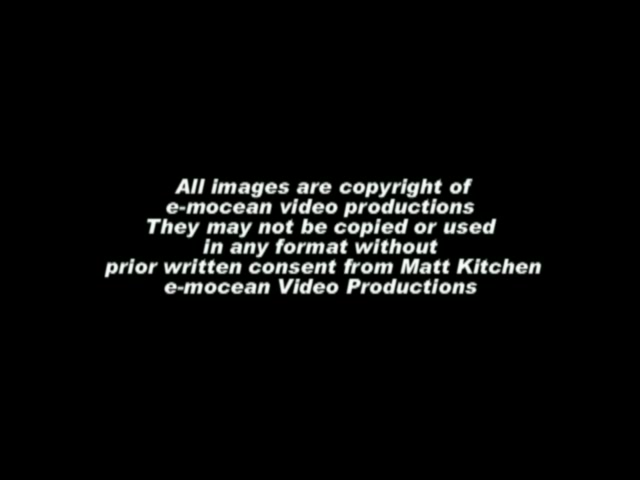 All images are copyright of
e-mocean video productions
They may not be copied or used
in any format without
prior written consent from Matt Kitchen
e-mocean Video Productions